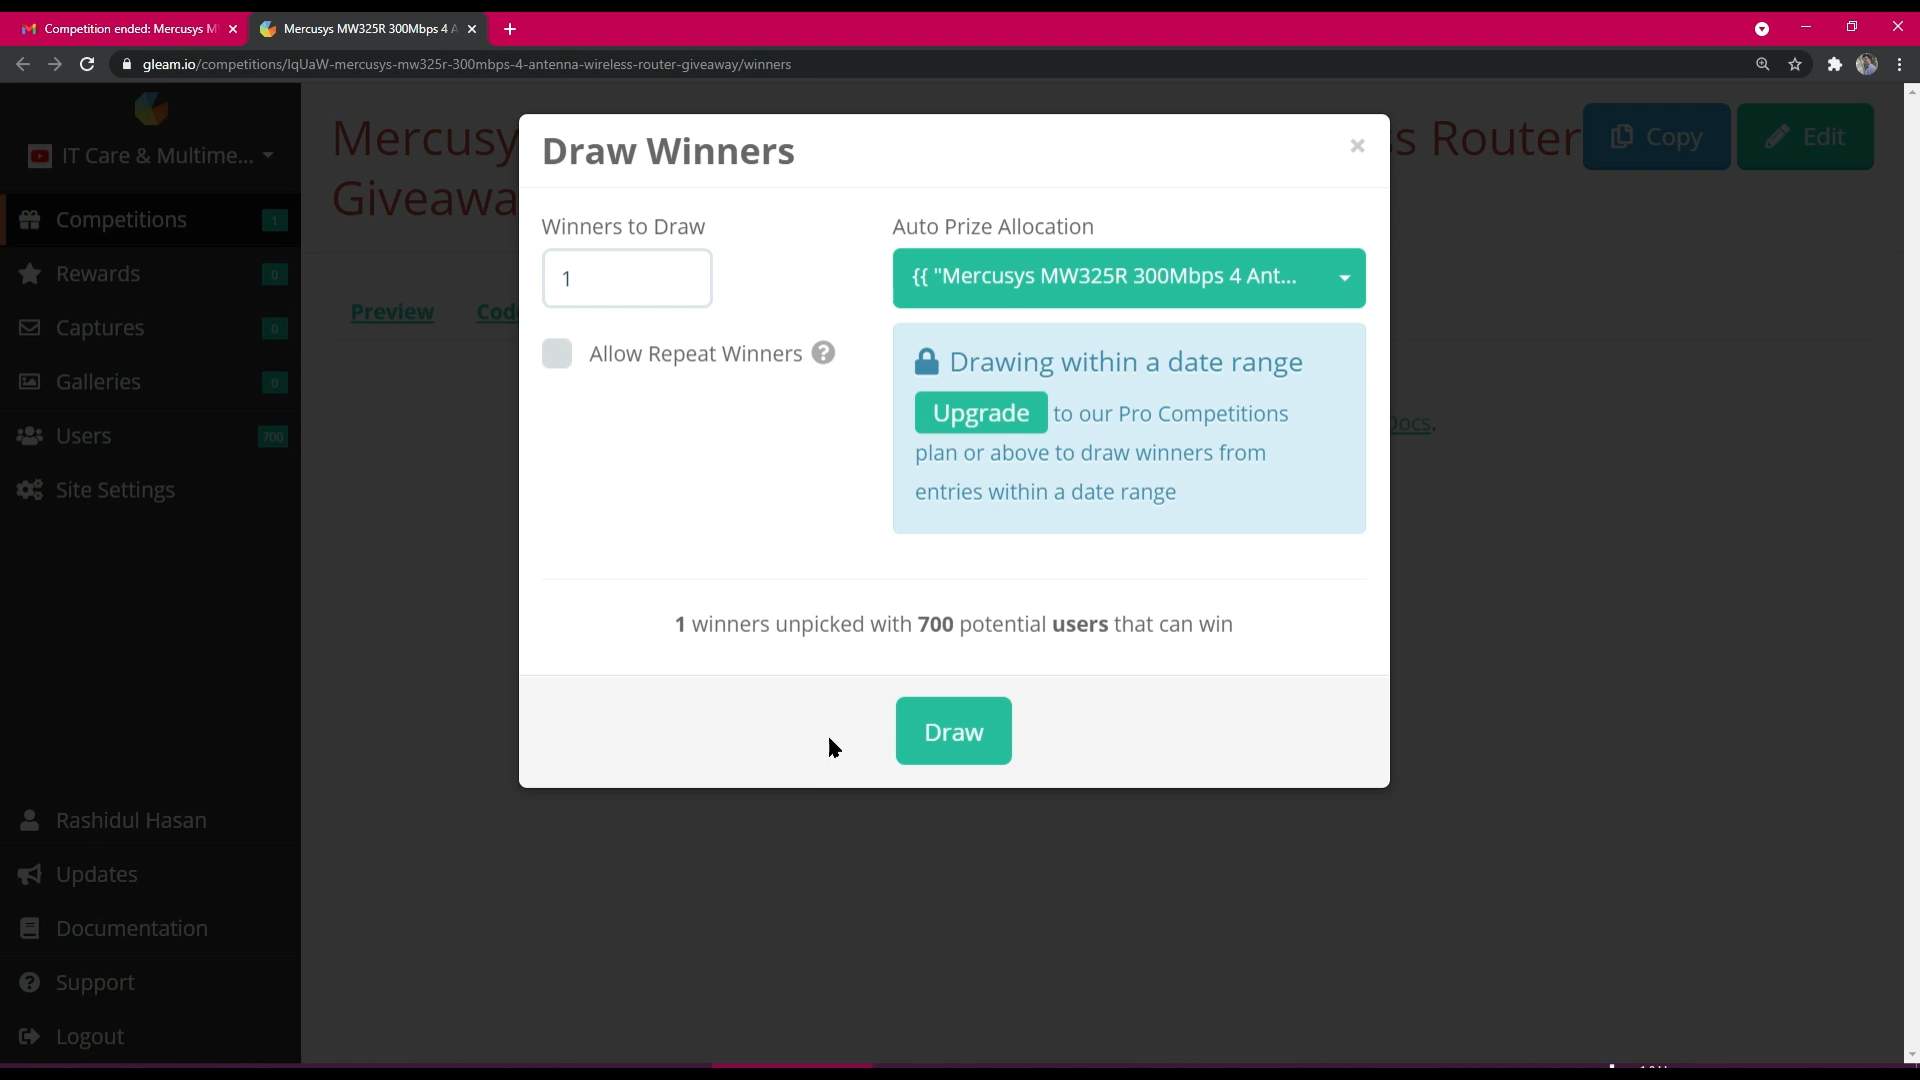 Competition ended: Mercusys M
Mercusys MW325R 300Mbps 4 A
gleam.io/competitions/IqUaW-mercusys-mw325r-300mbps-4-antenna-wireless-router-giveaway/winners
IT Care & Multime...
Competitions 1
Rewards 0
Captures 0
Galleries 0
Users 700
Site Settings
Rashidul Hasan
Updates
Documentation
Support
Logout
Mercusy
s Router
Giveawa
Copy
Edit
Preview
Code
Docs.
Draw Winners
×
Winners to Draw
1
Allow Repeat Winners ?
Auto Prize Allocation
{{ "Mercusys MW325R 300Mbps 4 Ant...
Drawing within a date range
Upgrade to our Pro Competitions
plan or above to draw winners from
entries within a date range
1 winners unpicked with 700 potential users that can win
Draw